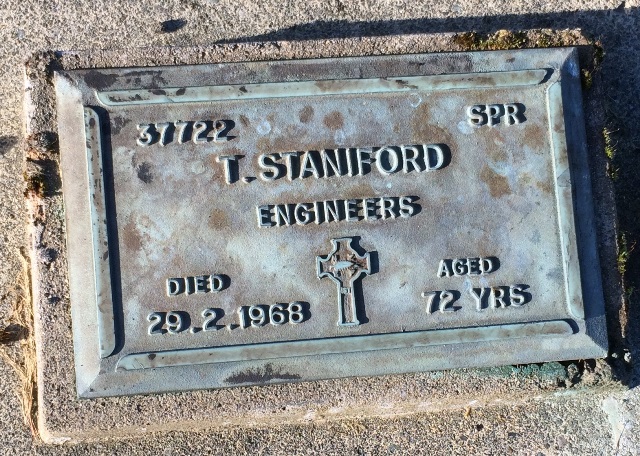 37722 SPR
T. STANIFORD
ENGINEERS
DIED AGED
29.2.1968 72 YRS